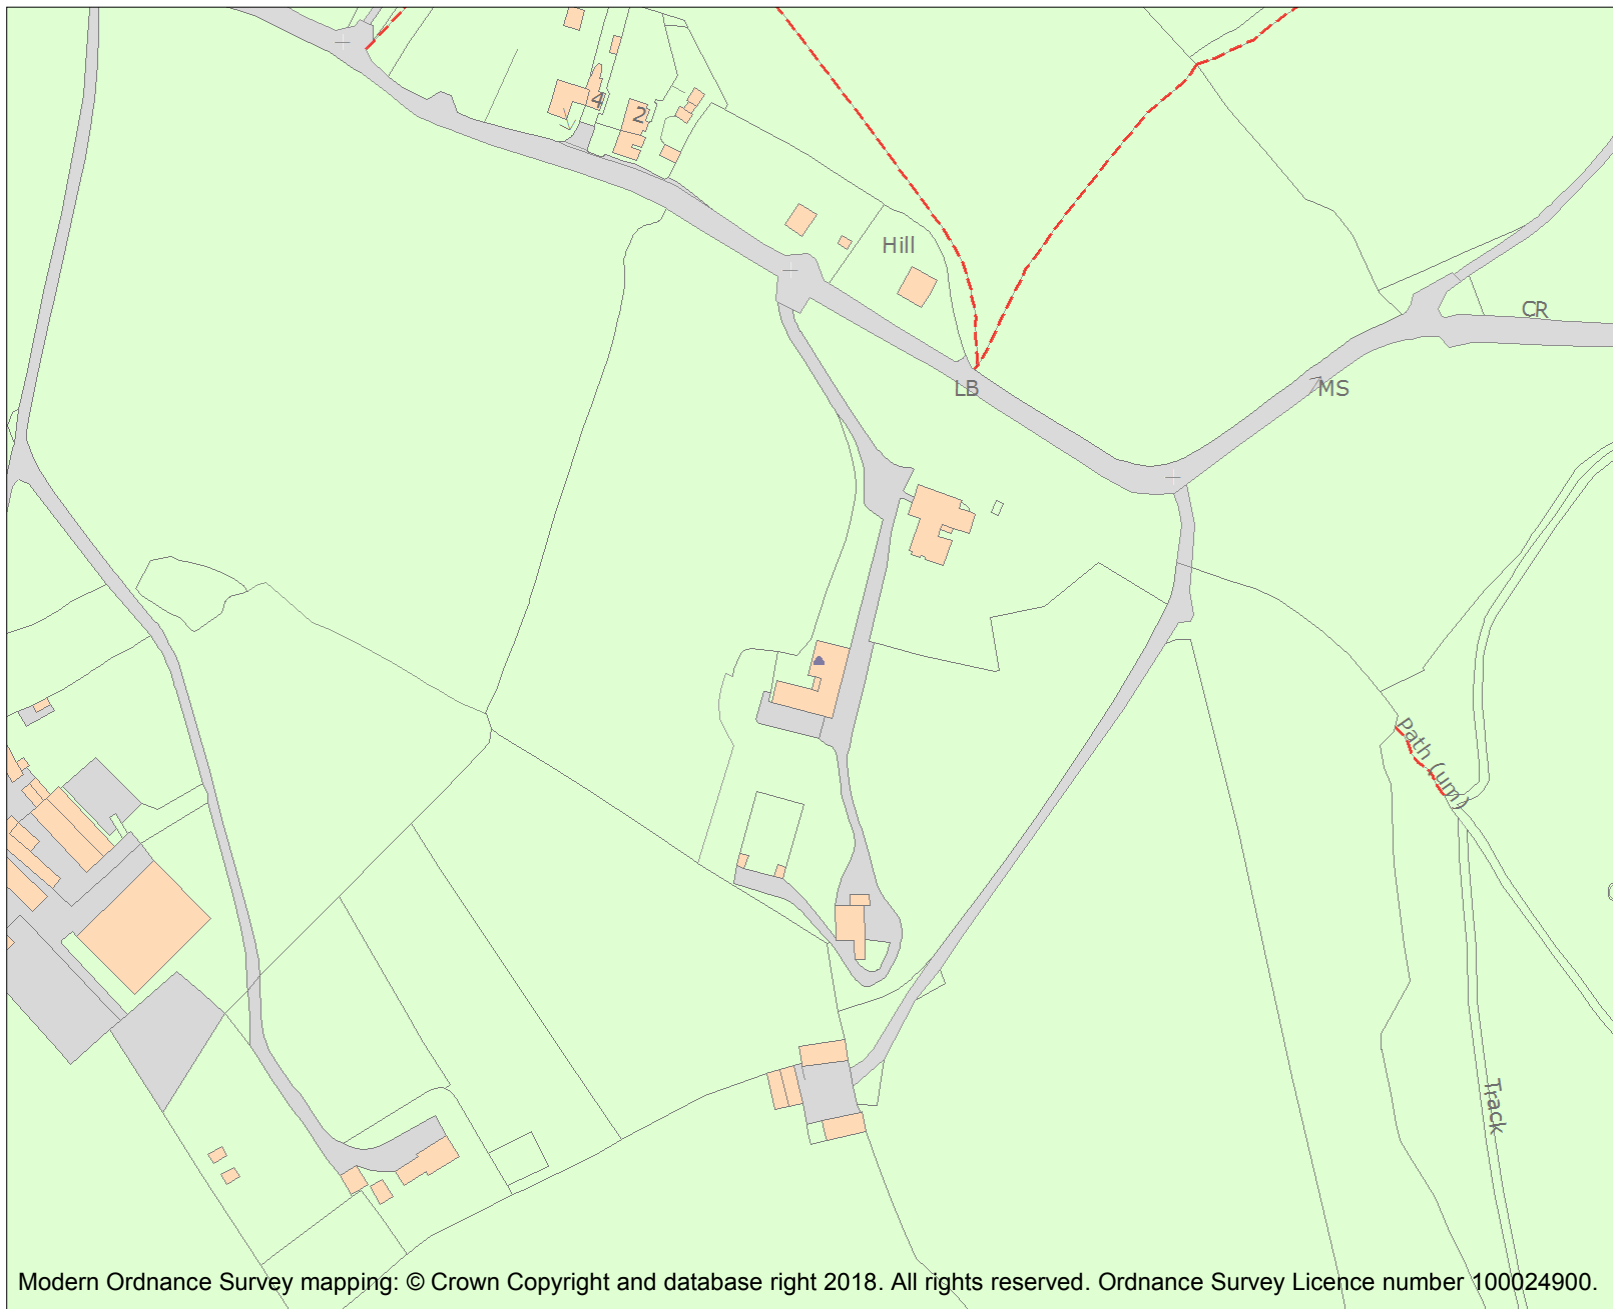 4
2
Hill
CR
LB
MS
Path (um)
Track
Modern Ordnance Survey mapping: © Crown Copyright and database right 2018. All rights reserved. Ordnance Survey Licence number 100024900.